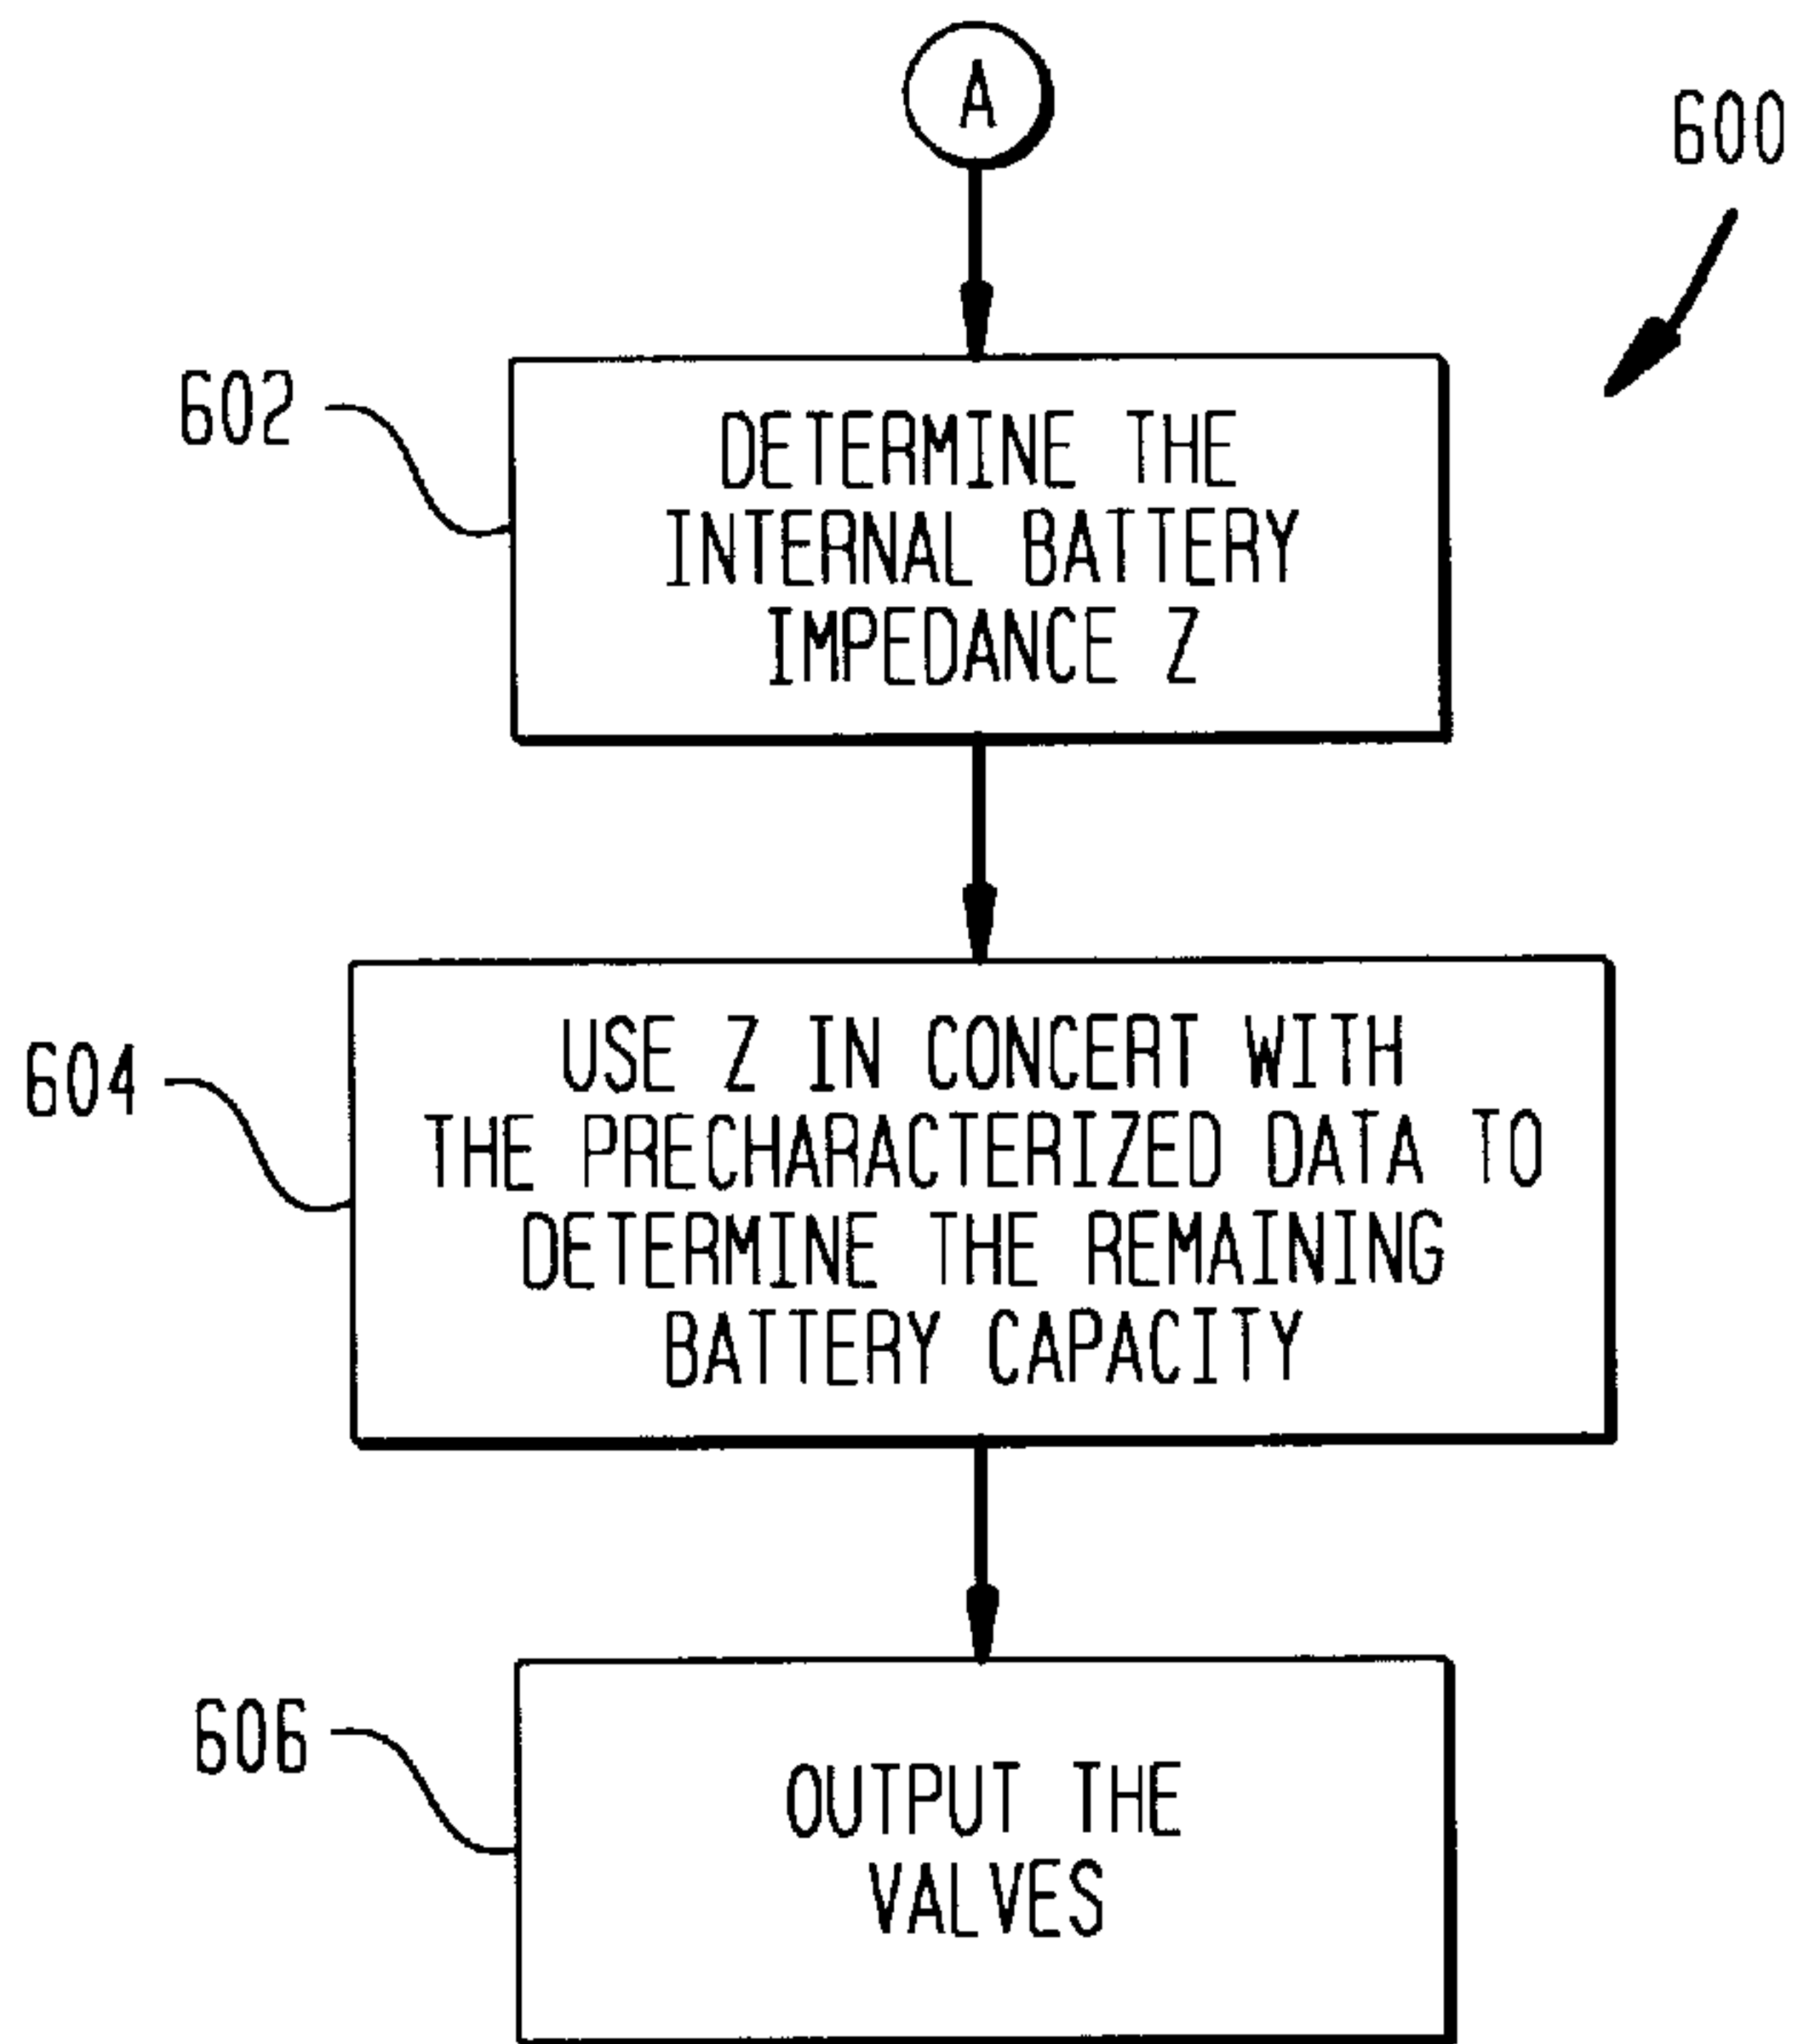 A
600
602
DETERMINE THE
INTERNAL BATTERY
IMPEDANCE Z
604
USE Z IN CONCERT WITH
THE PRECHARACTERIZED DATA TO
DETERMINE THE REMAINING
BATTERY CAPACITY
606
OUTPUT THE
VALVES